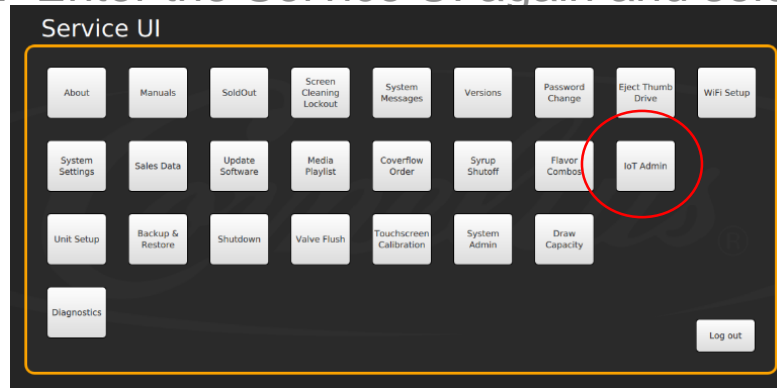 Service UI
About
Manuals
SoldOut
Screen
Cleaning
Lockout
System
Messages
Versions
Password
Change
Eject Thumb
Drive
WiFi Setup
System
Settings
Sales Data
Update
Software
Media
Playlist
Coverflow
Order
Syrup
Shutoff
Flavor
Combos
IoT Admin
Unit Setup
Backup &
Restore
Shutdown
Valve Flush
Touchscreen
Calibration
System
Admin
Draw
Capacity
®
Diagnostics
Log out